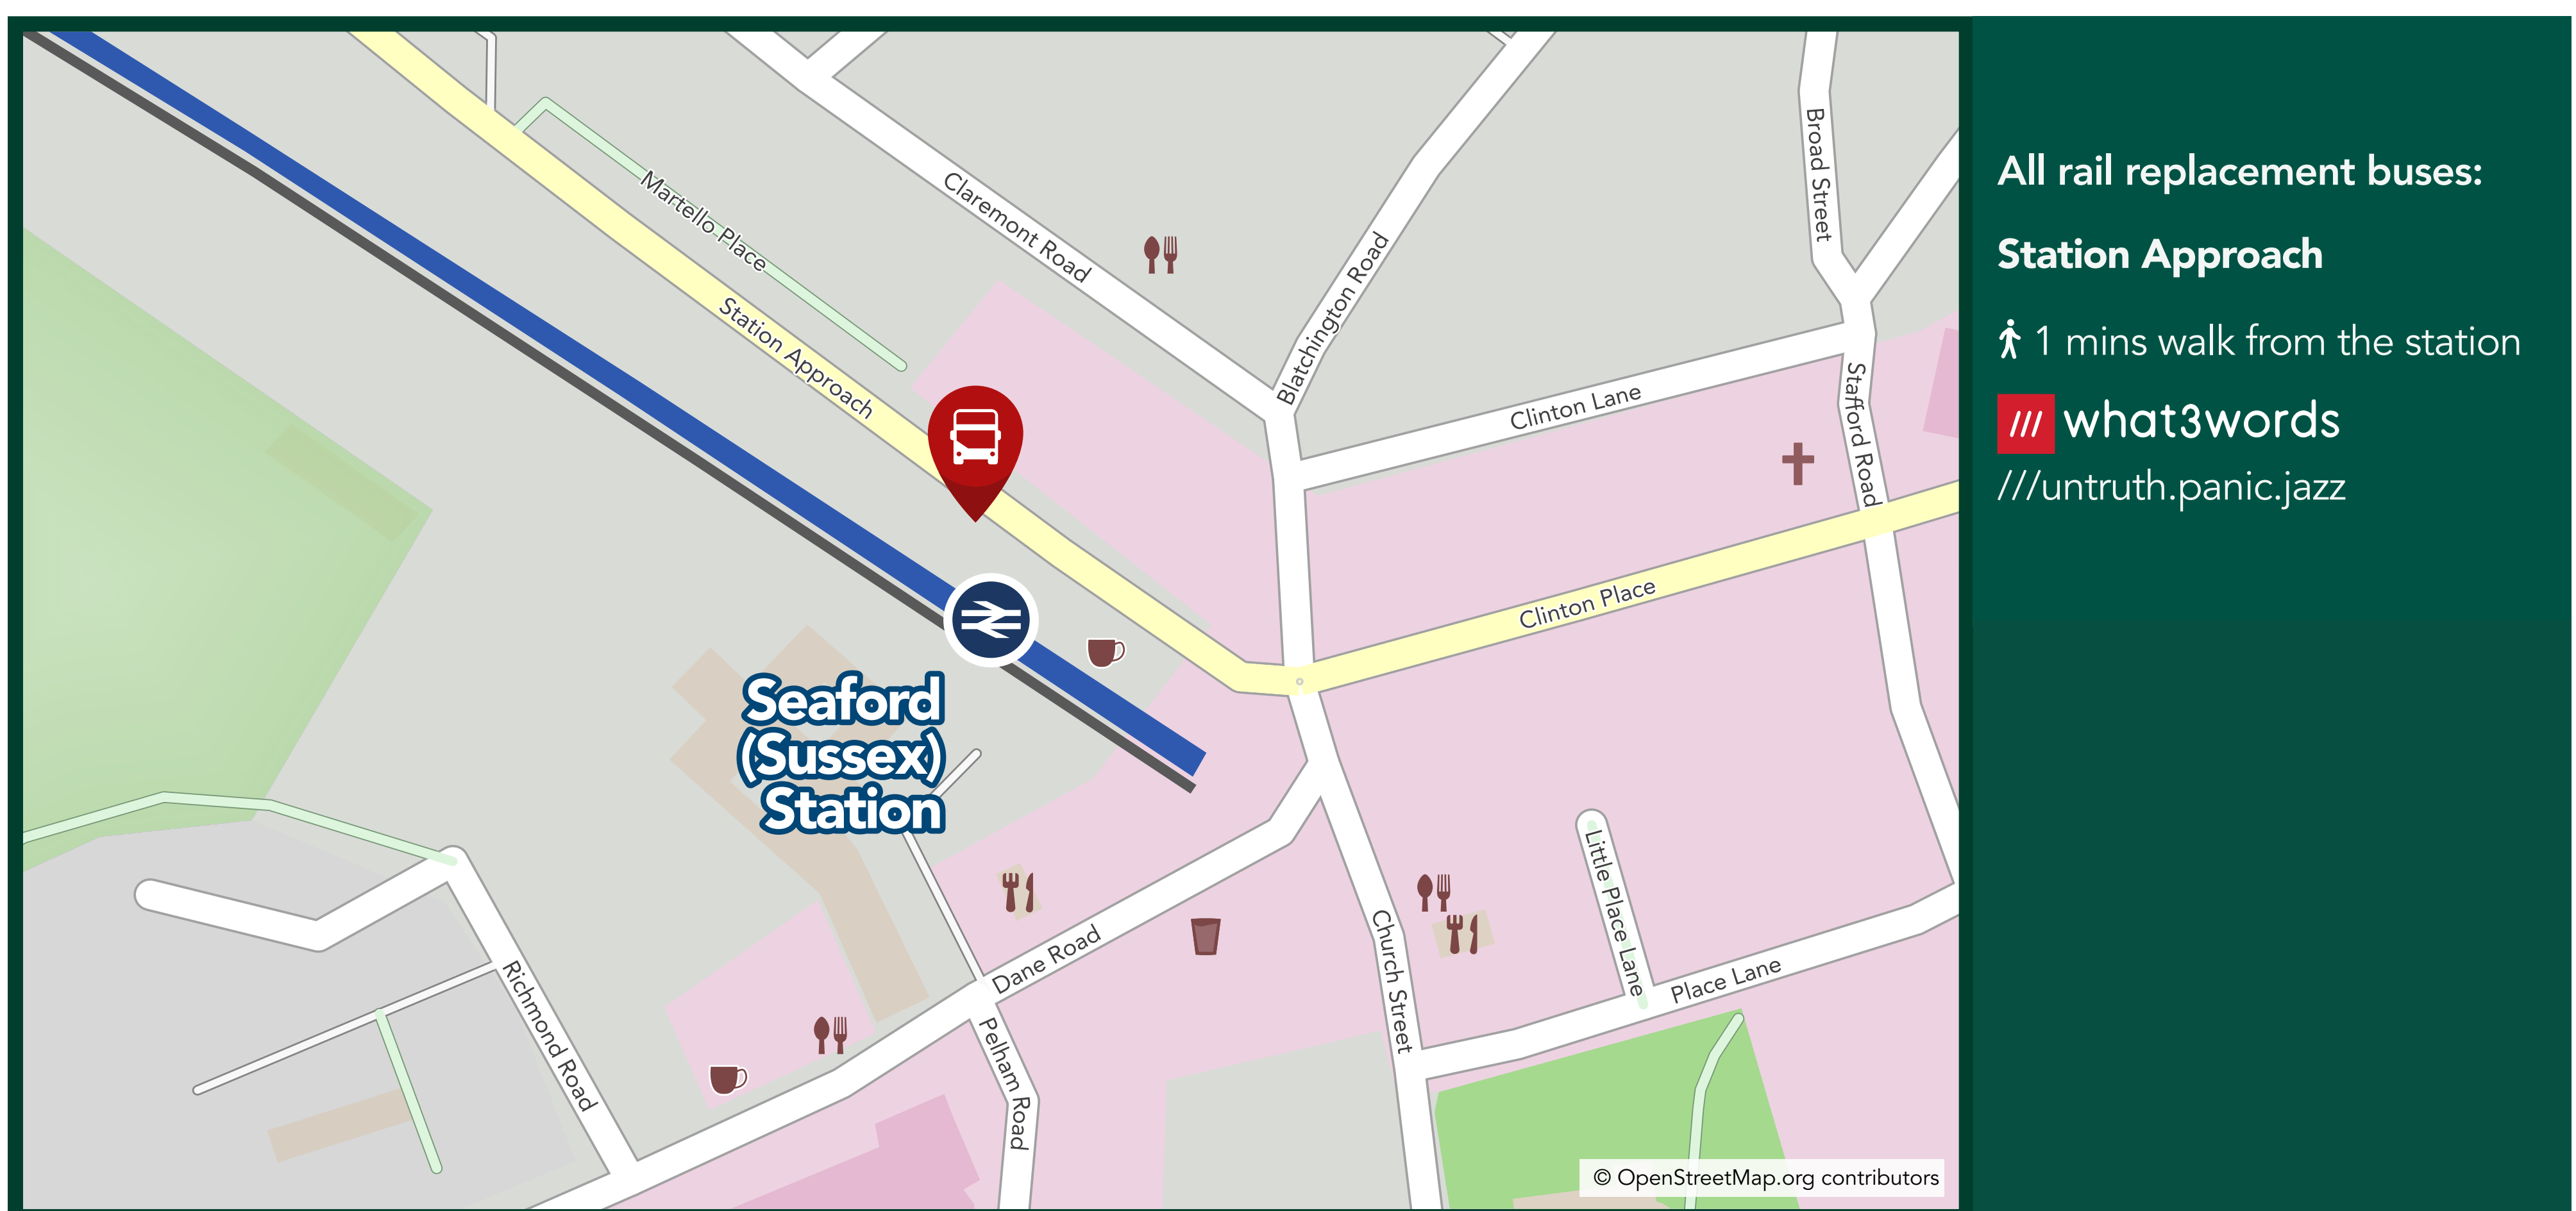 Martello Place
Claremont Road
Broad Street
Blatchington Road
Station Approach
Clinton Lane
Stafford Road
Clinton Place
Seaford
(Sussex)
Station
Little Place Lane
Church Street
Dane Road
Place Lane
Richmond Road
Pelham Road
© OpenStreetMap.org contributors
All rail replacement buses:
Station Approach
1 mins walk from the station
/// what3words
///untruth.panic.jazz